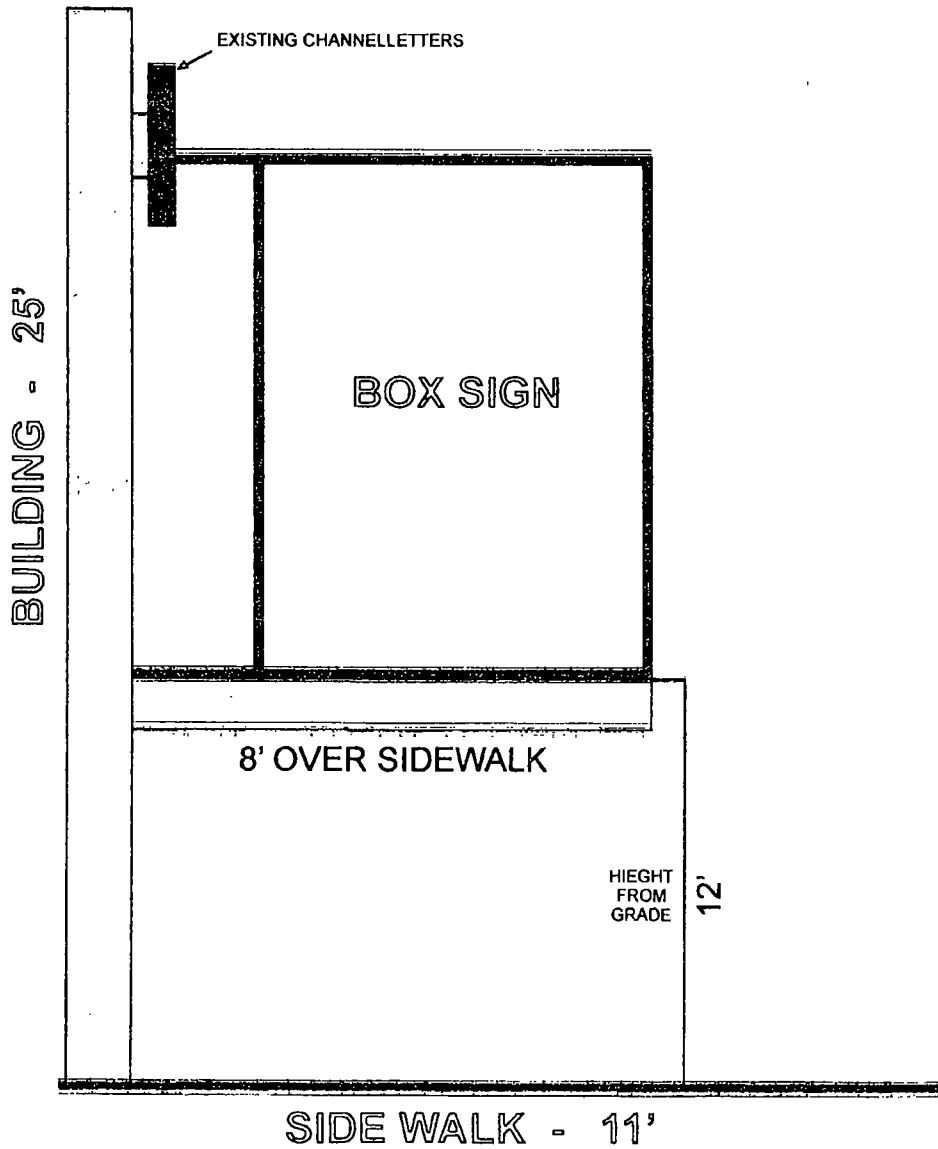 EXISTING CHANNELLETTERS
BUILDING - 25'
BOX SIGN
8' OVER SIDEWALK
HIEGHT
FROM
GRADE
12'
SIDE WALK - 11'